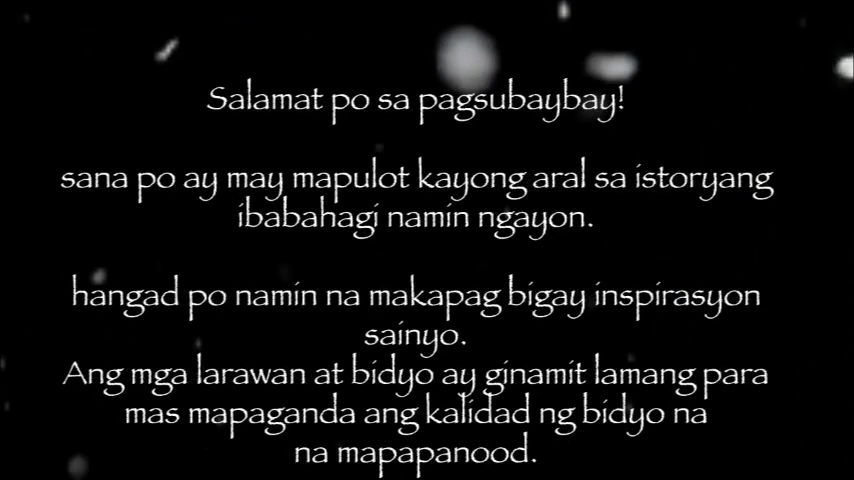 Salamat po sa pagsubaybay!
sana po ay may mapulot kayong aral sa istoryang
ibabahagi namin ngayon.
hangad po namin na makapag bigay inspirasyon
sainyo.
Ang mga larawan at bidyo ay ginamit lamang para
mas mapaganda ang kalidad ng bidyo na
na mapapanood.